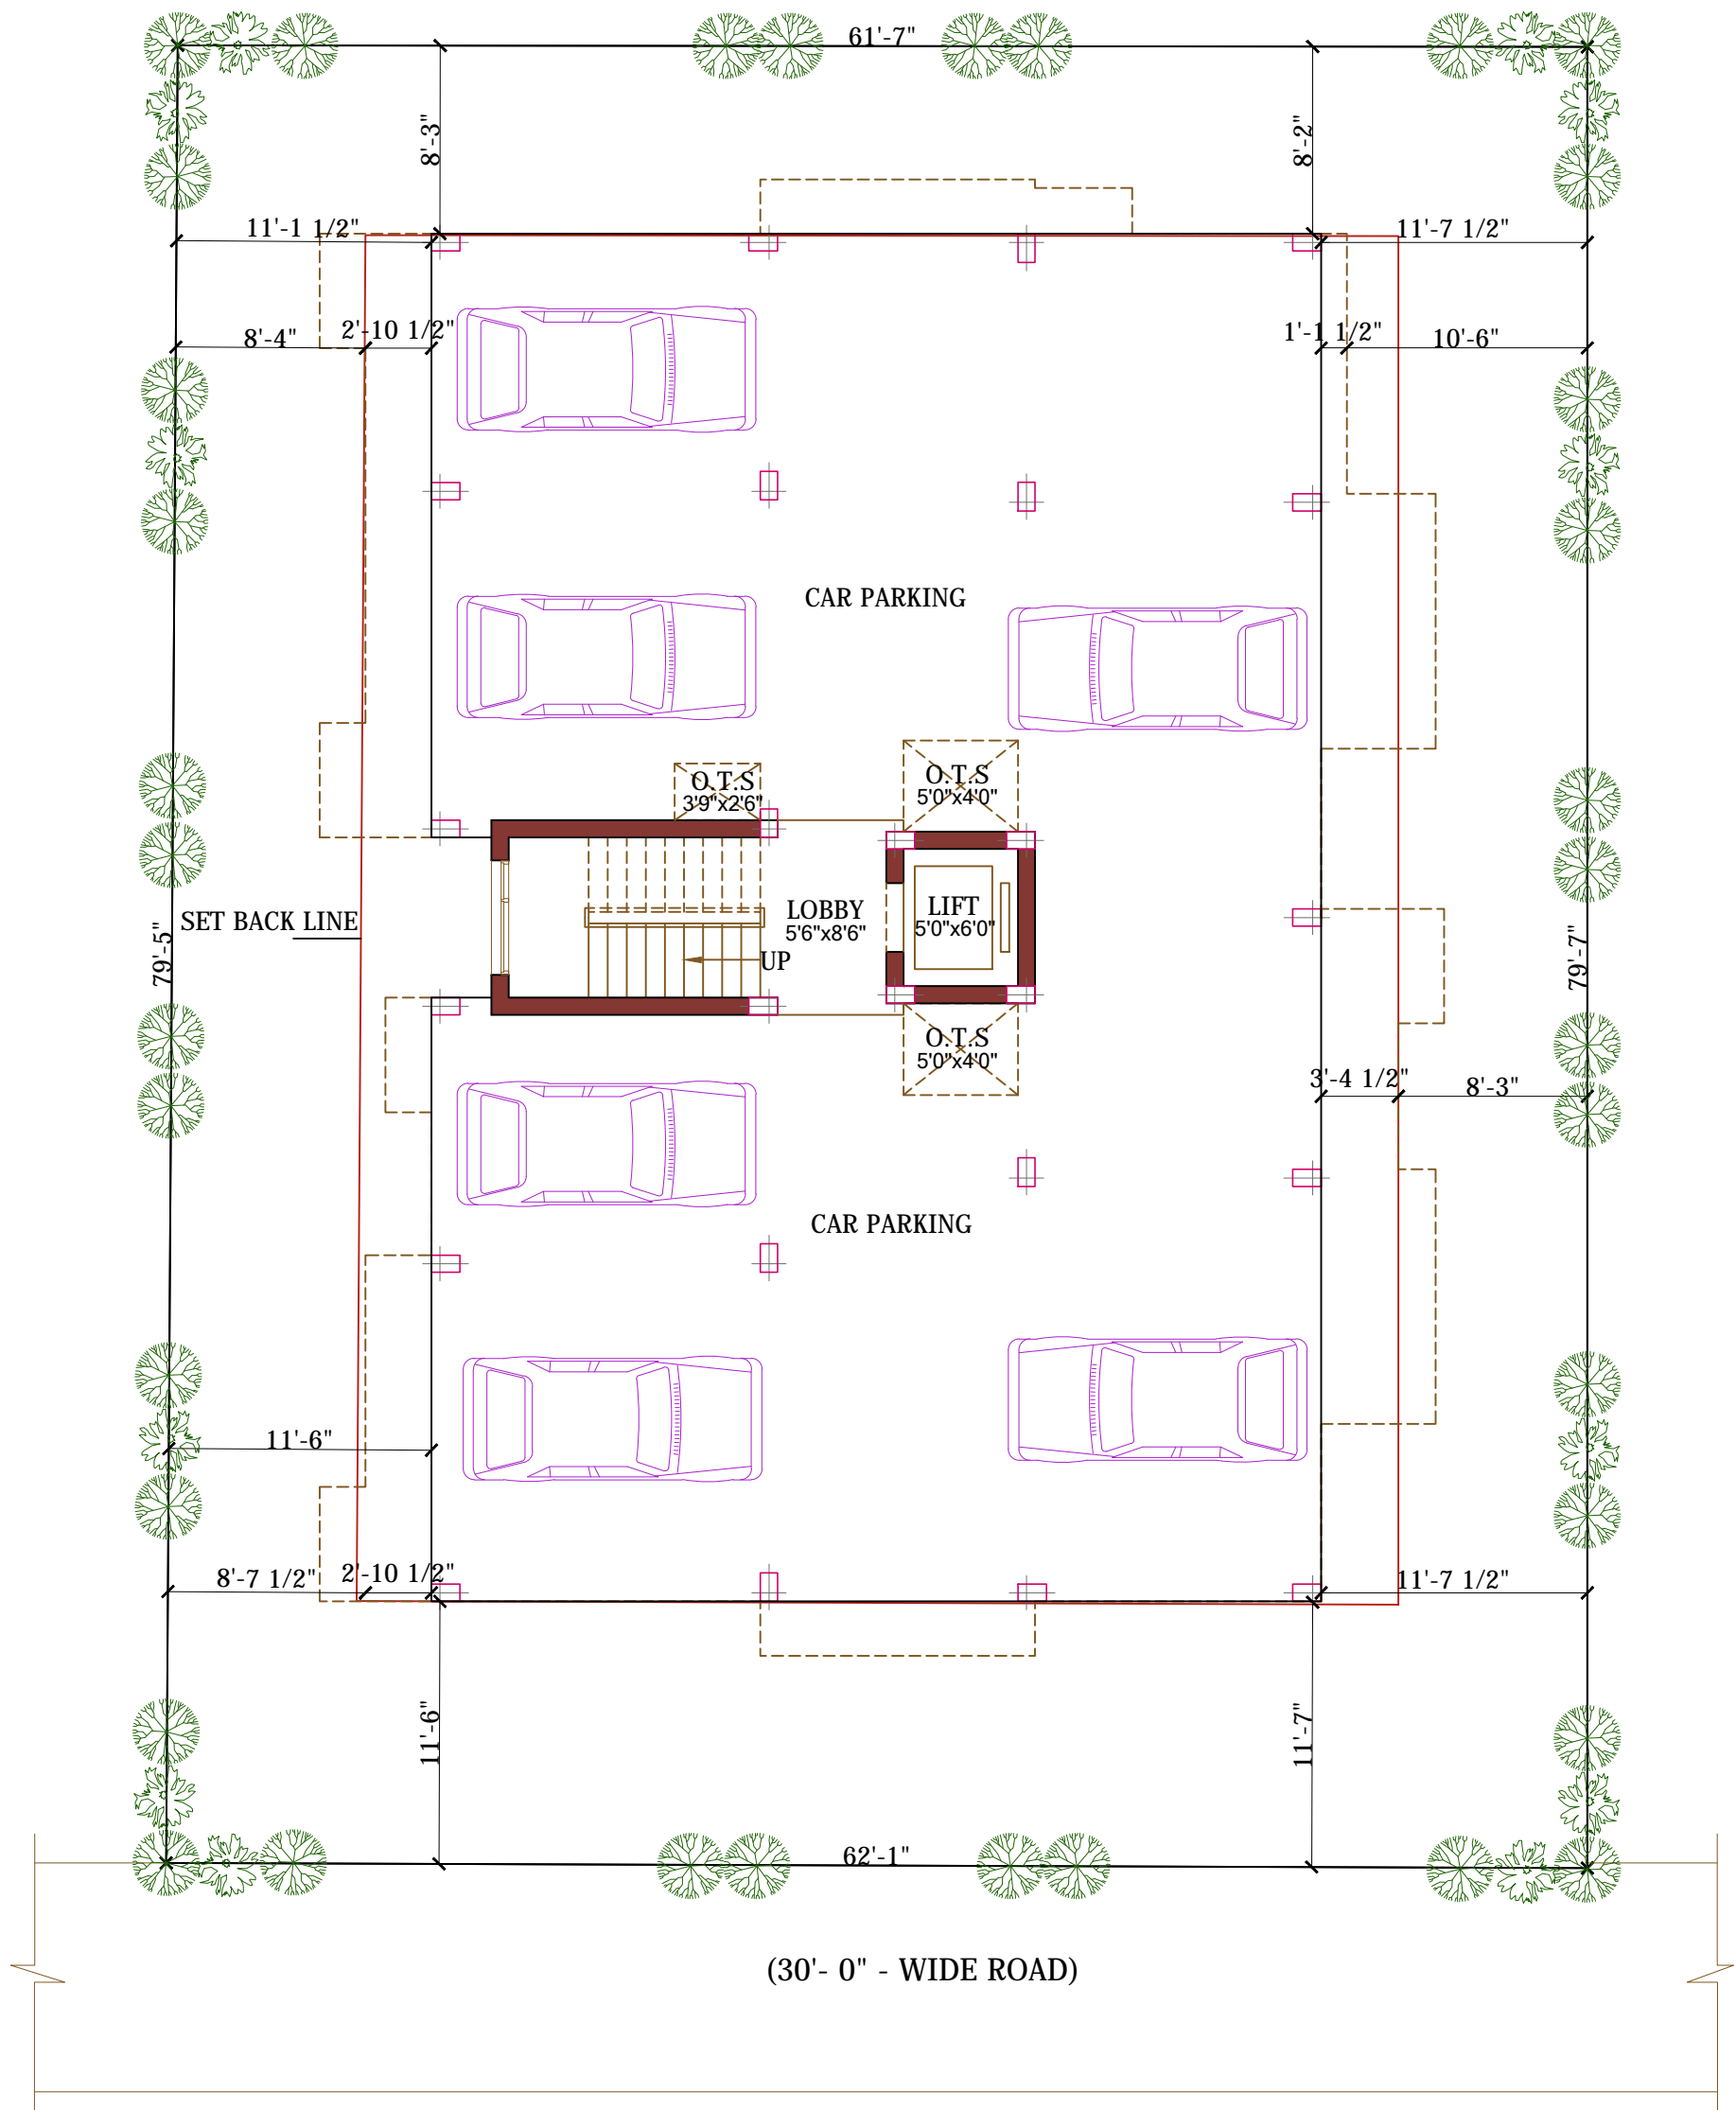 61'-7"
8'-3"
8'-2"
11'-1 1/2"
11'-7 1/2"
8'-4"
2'-10 1/2"
1'-1 1/2"
10'-6"
CAR PARKING
O.T.S
3'9"x2'6"
O.T.S
5'0"x4'0"
SET BACK LINE
79'-5"
LOBBY
5'6"x8'6"
LIFT
5'0"x6'0"
UP
79'-7"
O.T.S
5'0"x4'0"
3'-4 1/2"
8'-3"
CAR PARKING
11'-6"
8'-7 1/2"
2'-10 1/2"
11'-7 1/2"
11'-6"
11'-7"
62'-1"
(30'- 0" - WIDE ROAD)